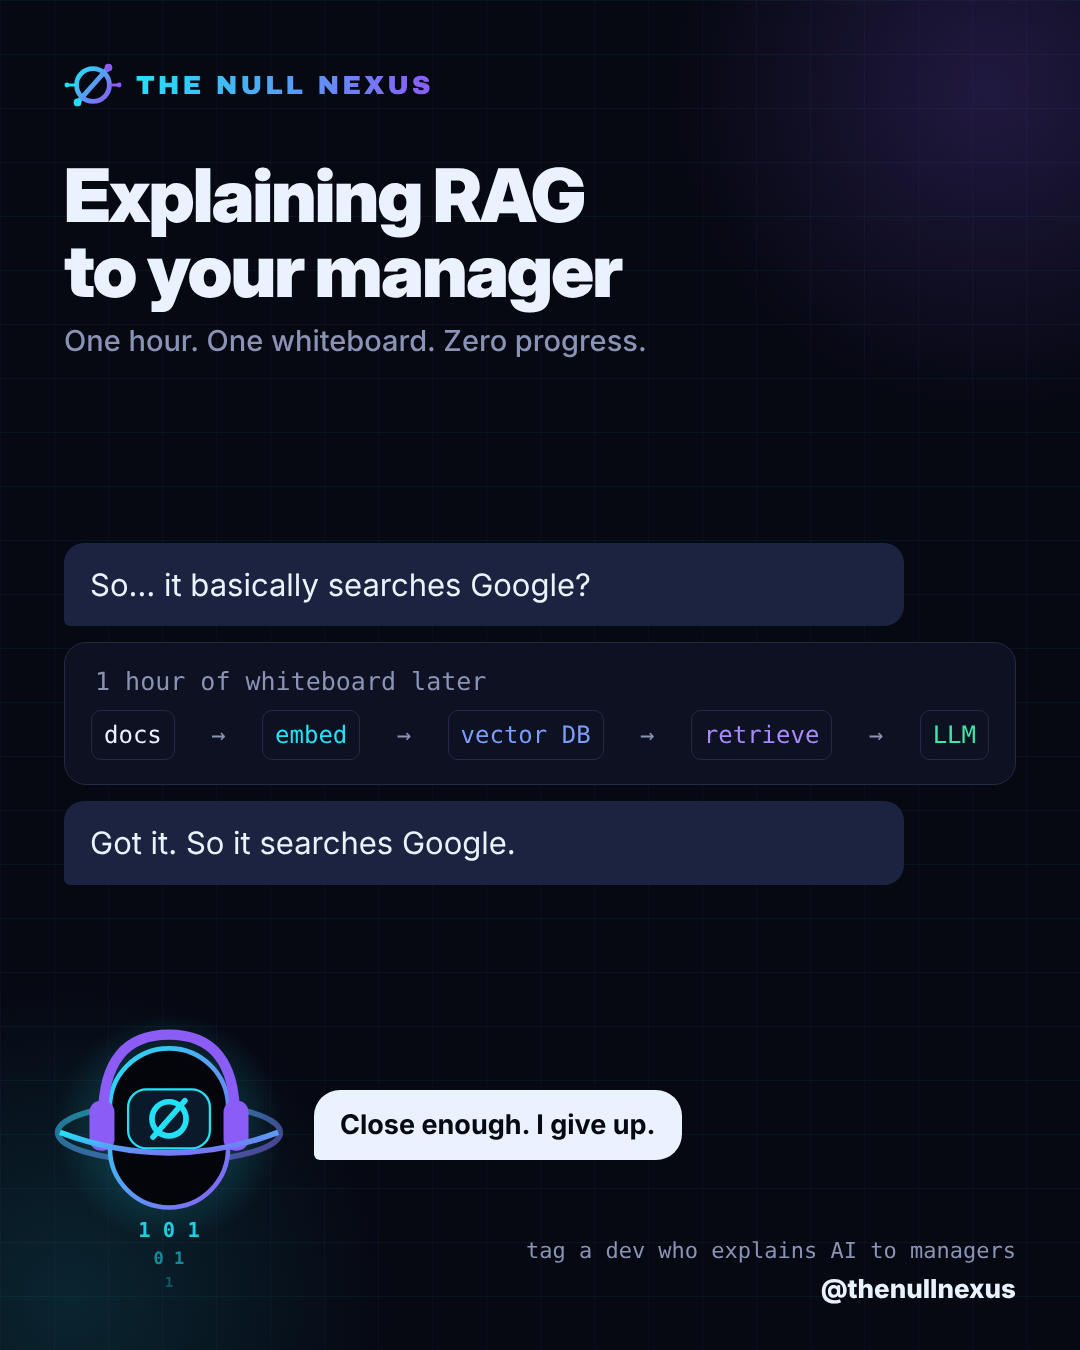 THE NULL NEXUS
Explaining RAG
to your manager
One hour. One whiteboard. Zero progress.
So... it basically searches Google?
1 hour of whiteboard later
docs → embed → vector DB → retrieve → LLM
Got it. So it searches Google.
Close enough. I give up.
1 0 1
0 1
1
tag a dev who explains AI to managers
@thenullnexus